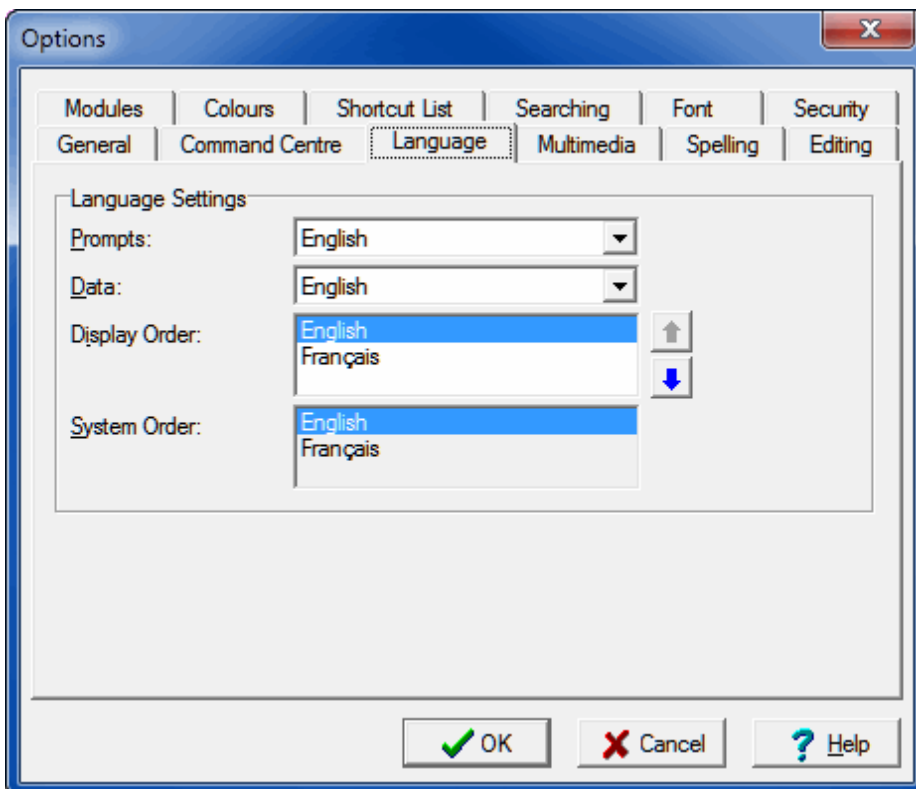 Options
Modules Colours Shortcut List Searching Font Security
General Command Centre Language Multimedia Spelling Editing
Language Settings
Prompts: English
Data: English
Display Order: English
Français
System Order: English
Français
OK Cancel Help